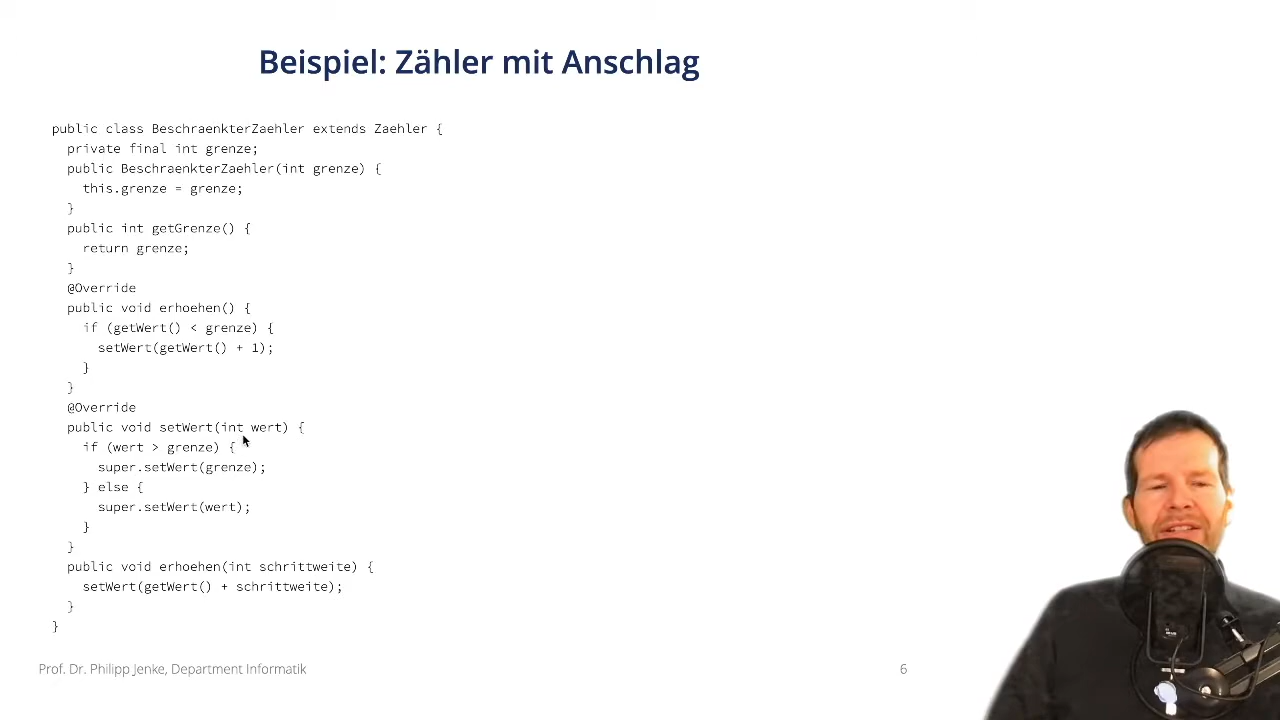 Beispiel: Zähler mit Anschlag
public class BeschraenkterZaehler extends Zaehler {
private final int grenze;
public BeschraenkterZaehler(int grenze) {
this.grenze = grenze;
}
public int getGrenze() {
return grenze;
}
@Override
public void erhoehen() {
if (getWert() < grenze) {
setWert(getWert() + 1);
}
}
@Override
public void setWert(int wert) {
if (wert > grenze) {
super.setWert(grenze);
} else {
super.setWert(wert);
}
}
public void erhoehen(int schrittweite) {
setWert(getWert() + schrittweite);
}
}
Prof. Dr. Philipp Jenke, Department Informatik
6